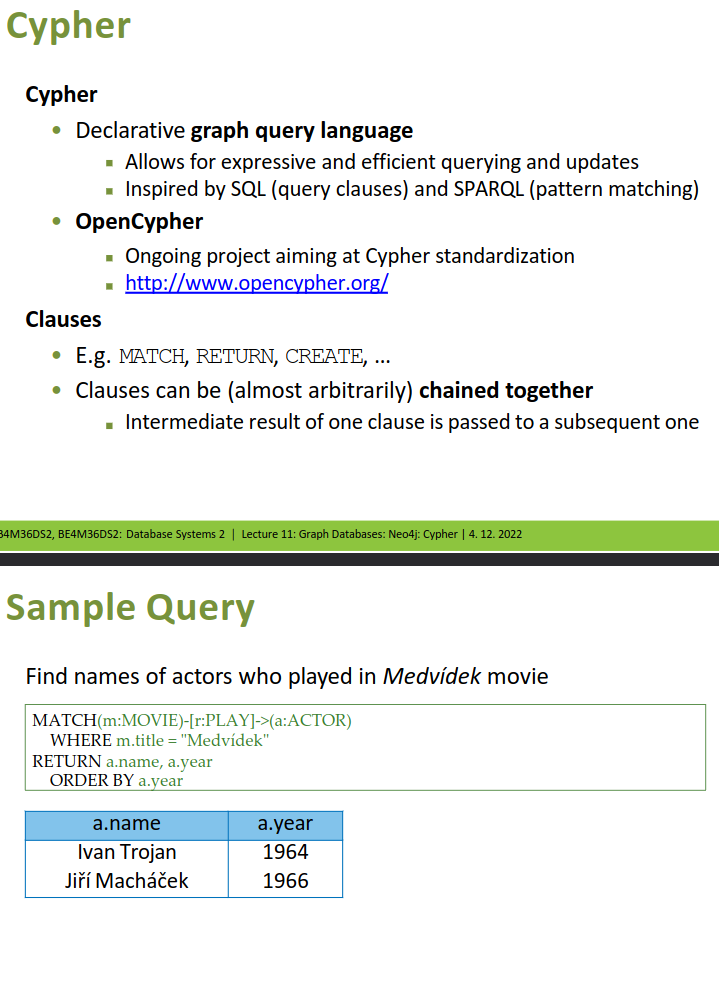 Cypher
Cypher
• Declarative graph query language
▪ Allows for expressive and efficient querying and updates
▪ Inspired by SQL (query clauses) and SPARQL (pattern matching)
• OpenCypher
▪ Ongoing project aiming at Cypher standardization
▪ http://www.opencypher.org/
Clauses
• E.g. MATCH, RETURN, CREATE, ...
• Clauses can be (almost arbitrarily) chained together
▪ Intermediate result of one clause is passed to a subsequent one
B4M36DS2, BE4M36DS2: Database Systems 2 | Lecture 11: Graph Databases: Neo4j: Cypher | 4. 12. 2022
Sample Query
Find names of actors who played in Medvídek movie
MATCH(m:MOVIE)-[r:PLAY]->(a:ACTOR)
WHERE m.title = "Medvídek"
RETURN a.name, a.year
ORDER BY a.year
a.name a.year
Ivan Trojan 1964
Jiří Macháček 1966